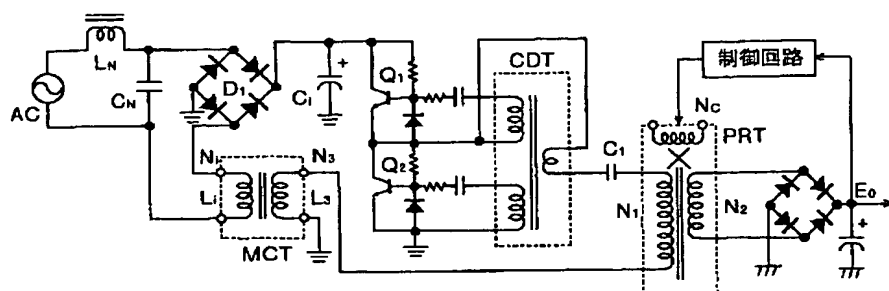 LN
AC
CN
D1
Ci
+
Q1
Q2
CDT
C1
制御回路
NC
PRT
N1
N2
E0
+
Ni
N3
Li
L3
MCT